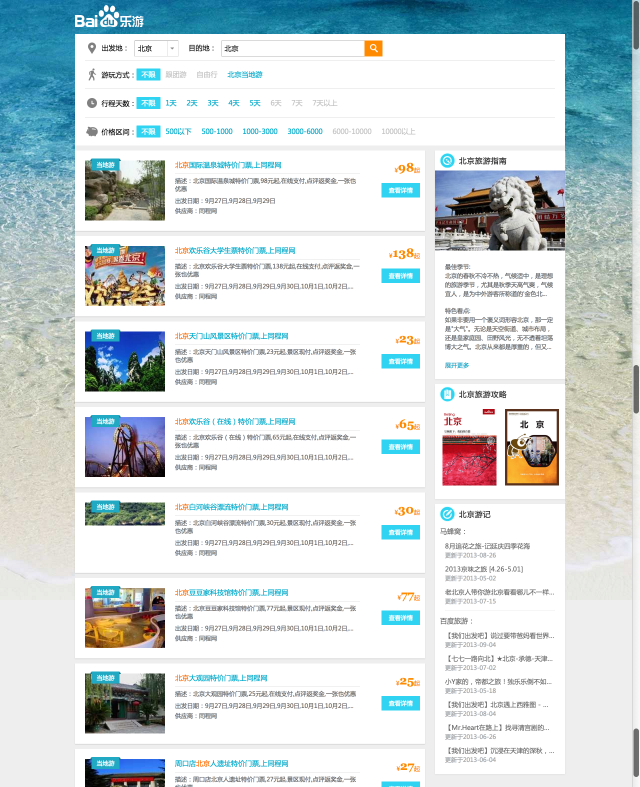 Bai du 乐游
出发地： 北京 目的地： 北京
游玩方式： 不限 跟团游 自由行 北京当地游
行程天数： 不限 1天 2天 3天 4天 5天 6天 7天 7天以上
价格区间： 不限 500以下 500-1000 1000-3000 3000-6000 6000-10000 10000以上
当地游
北京国际温泉城特价门票,上同程网
描述：北京国际温泉城特价门票,98元起,在线支付,点评返奖金,一张也
优惠
出发日期：9月27日,9月28日,9月29日
供应商：同程网
¥98起
查看详情
当地游
北京欢乐谷大学生票特价门票,上同程网
描述：北京欢乐谷大学生票特价门票,138元起,在线支付,点评返奖金,一
张也优惠
出发日期：9月27日,9月28日,9月29日,9月30日,10月1日,10月2日,...
供应商：同程网
¥138起
查看详情
当地游
北京天门山风景区特价门票,上同程网
描述：北京天门山风景区特价门票,23元起,景区现付,点评返奖金,一张
也优惠
出发日期：9月27日,9月28日,9月29日,9月30日,10月1日,10月2日,...
供应商：同程网
¥23起
查看详情
当地游
北京欢乐谷（在线）特价门票,上同程网
描述：北京欢乐谷（在线）特价门票,65元起,在线支付,点评返奖金,一
张也优惠
出发日期：9月27日,9月28日,9月29日,9月30日,10月1日,10月2日,...
供应商：同程网
¥65起
查看详情
当地游
北京白河峡谷漂流特价门票,上同程网
描述：北京白河峡谷漂流特价门票,30元起,景区现付,点评返奖金,一张
也优惠
出发日期：9月27日,9月28日,9月29日,9月30日,10月1日,10月2日,...
供应商：同程网
¥30起
查看详情
当地游
北京豆豆家科技馆特价门票,上同程网
描述：北京豆豆家科技馆特价门票,77元起,景区现付,点评返奖金,一张
也优惠
出发日期：9月27日,9月28日,9月29日,9月30日,10月1日,10月2日,...
供应商：同程网
¥77起
查看详情
当地游
北京大观园特价门票,上同程网
描述：北京大观园特价门票,25元起,在线支付,点评返奖金,一张也优惠
出发日期：9月27日,9月28日,9月29日,9月30日,10月1日,10月2日,...
供应商：同程网
¥25起
查看详情
当地游
周口店北京人遗址特价门票,上同程网
描述：周口店北京人遗址特价门票,27元起,景区现付,点评返奖金,一张
¥27起
北京旅游指南
最佳季节:
北京的春秋不冷不热，气候适中，是理想
的旅游季节，尤其是秋季天高气爽，气候
宜人，是为中外游客所称道的'金色北...
特色看点:
如果非要用一个褒义词形容北京，那一定
是"大气"。无论是天空街道、城市布局，
还是皇家庭园、田野风光，无不透着坦荡
博大之气。北京从来都是厚重的，但又...
展开更多
北京旅游攻略
北京
北 京
北京游记
马蜂窝：
8月追花之旅-记延庆四季花海
更新于2013-08-26
2013京味之旅 [4.26-5.01]
更新于2013-05-02
老北京人带你游北京看看哪儿不一样...
更新于2013-07-15
百度旅游：
【我们出发吧】说过要带爸妈看世界...
更新于2013-09-04
【七七一路向北】★北京-承德-天津...
更新于2013-07-02
小Y家的，帝都之旅！独乐乐倒不如...
更新于2013-05-18
【我们出发吧】北京遇上西雅图 - ...
更新于2013-08-04
【Mr.Heart在路上】找寻清宫剧的...
更新于2013-06-26
【我们出发吧】沉浸在天津的深秋，...
更新于2013-06-04